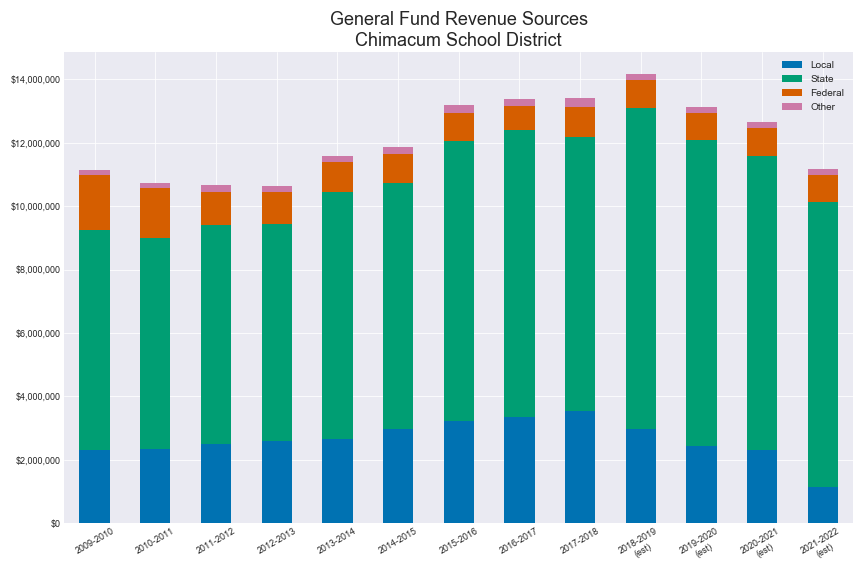 General Fund Revenue Sources
Chimacum School District
Local
State
Federal
Other
$14,000,000
$12,000,000
$10,000,000
$8,000,000
$6,000,000
$4,000,000
$2,000,000
$0
2009-2010
2010-2011
2011-2012
2012-2013
2013-2014
2014-2015
2015-2016
2016-2017
2017-2018
2018-2019
(est)
2019-2020
(est)
2020-2021
(est)
2021-2022
(est)